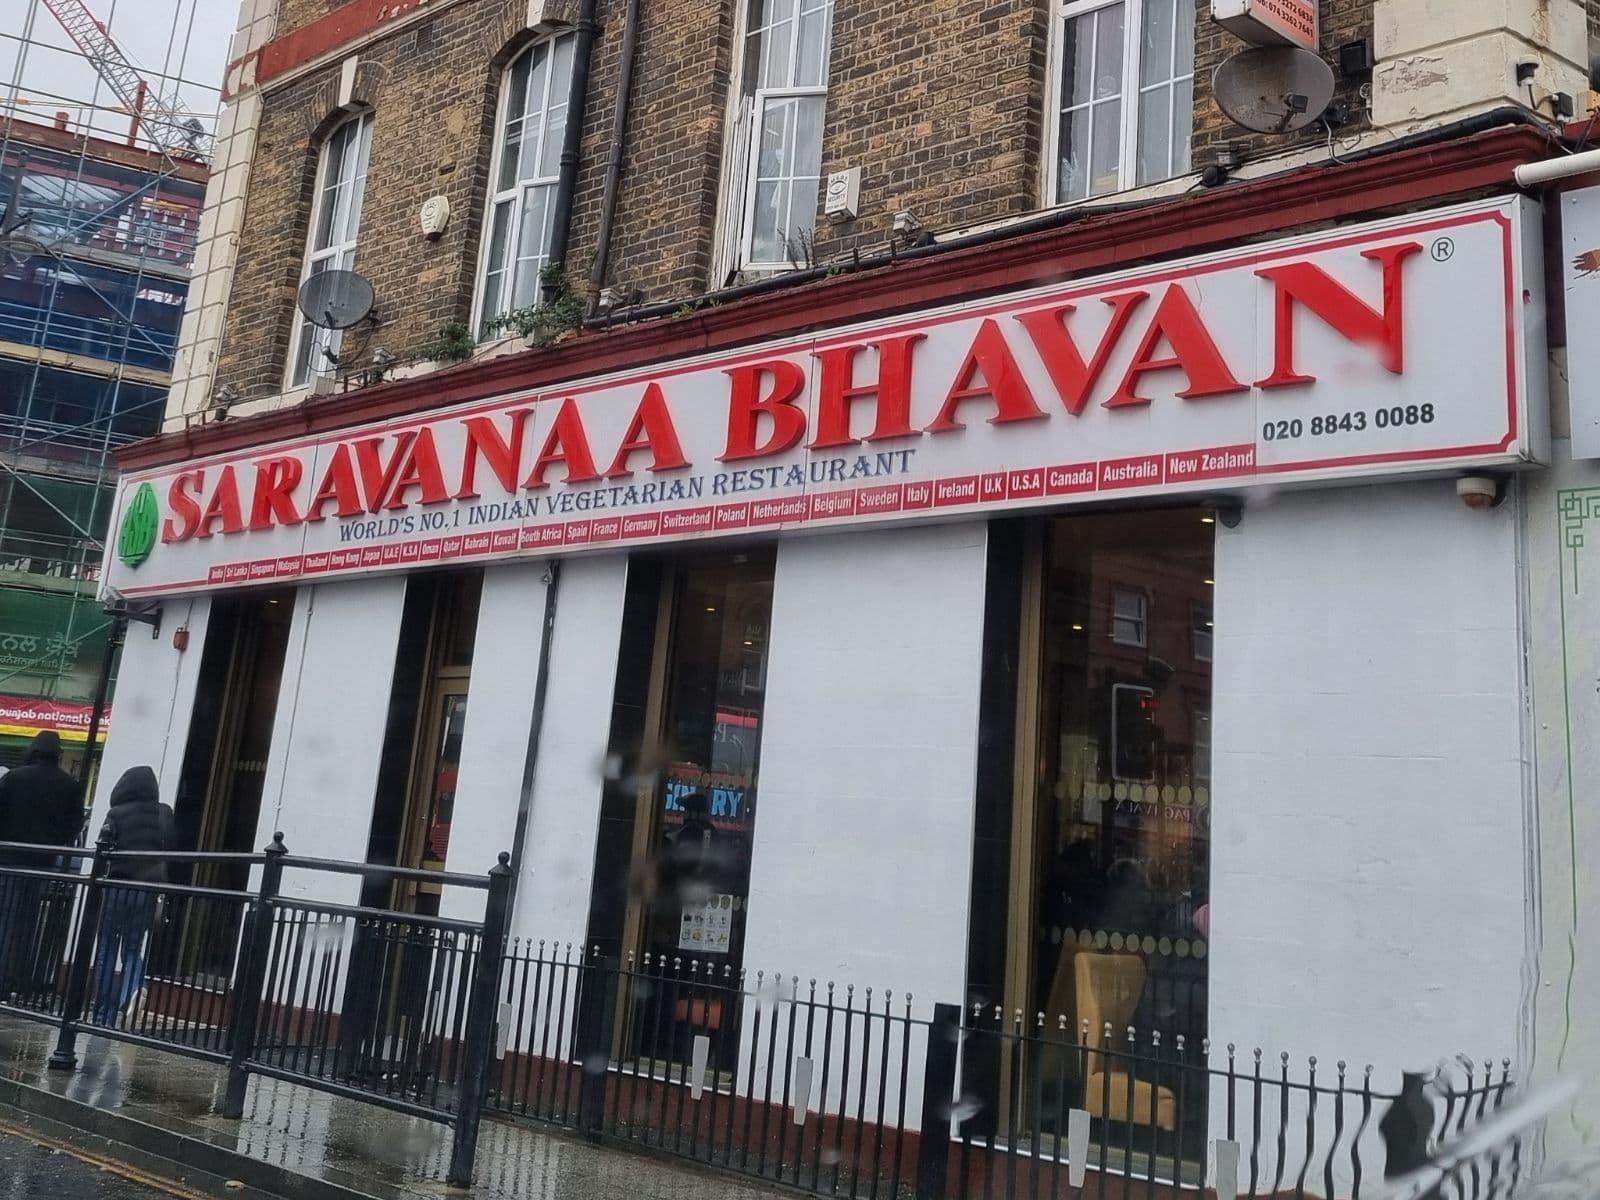 SARAVANAA BHAVAN ®
HSB
WORLD'S NO.1 INDIAN VEGETARIAN RESTAURANT
020 8843 0088
India Sri Lanka Singapore Malaysia Thailand Hong Kong Japan U.A.E K.S.A Oman Qatar Bahrain Kuwait South Africa Spain France Germany Switzerland Poland Netherlands Belgium Sweden Italy Ireland U.K U.S.A Canada Australia New Zealand
punjab national bank